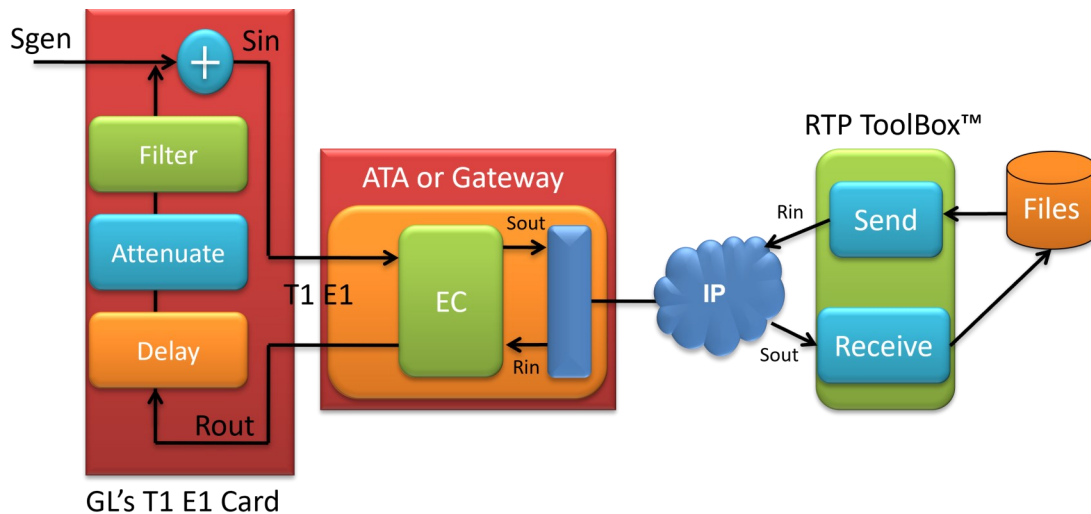 Sgen
Sin
+
Filter
Attenuate
Delay
Rout
GL's T1 E1 Card
T1 E1
ATA or Gateway
Sout
EC
Rin
IP
RTP ToolBox™
Rin
Send
Sout
Receive
Files